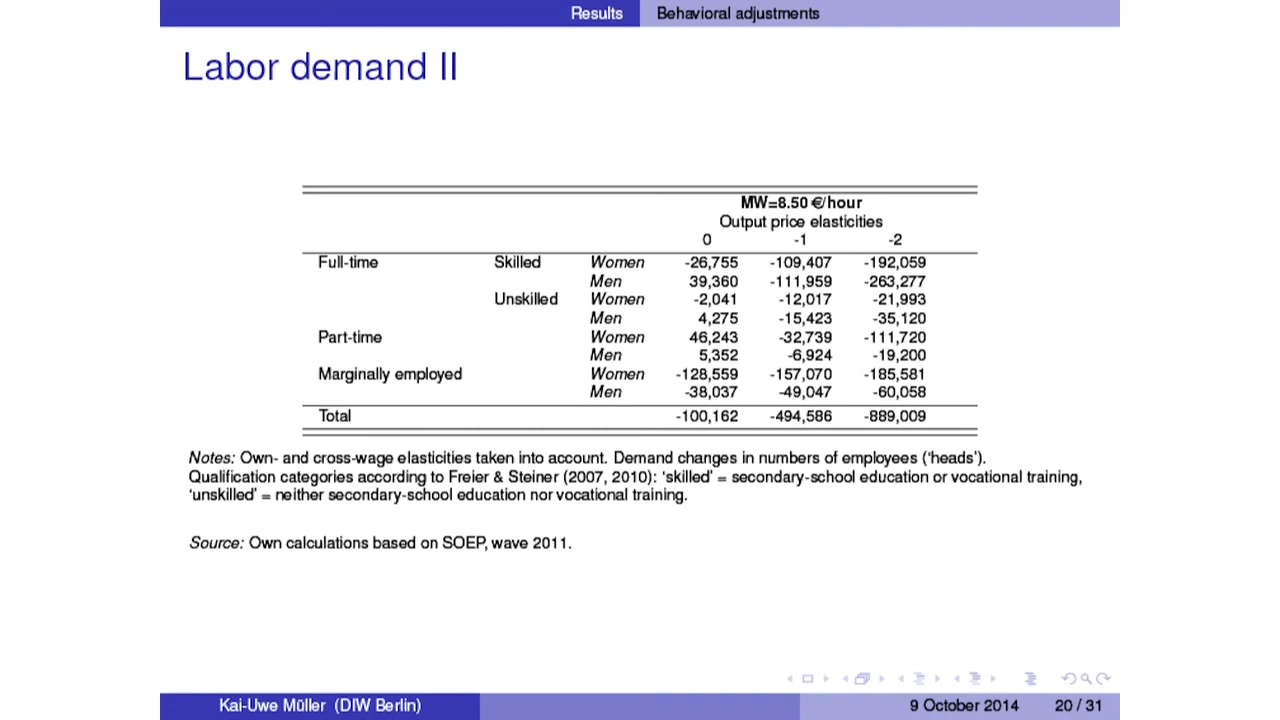 Results Behavioral adjustments
Labor demand II
MW=8.50 €/hour
Output price elasticities
0 -1 -2
Full-time Skilled Women -26,755 -109,407 -192,059
Men 39,360 -111,959 -263,277
Unskilled Women -2,041 -12,017 -21,993
Men 4,275 -15,423 -35,120
Part-time Women 46,243 -32,739 -111,720
Men 5,352 -6,924 -19,200
Marginally employed Women -128,559 -157,070 -185,581
Men -38,037 -49,047 -60,058
Total -100,162 -494,586 -889,009
Notes: Own- and cross-wage elasticities taken into account. Demand changes in numbers of employees (‘heads’).
Qualification categories according to Freier & Steiner (2007, 2010): ‘skilled’ = secondary-school education or vocational training,
‘unskilled’ = neither secondary-school education nor vocational training.
Source: Own calculations based on SOEP, wave 2011.
Kai-Uwe Müller (DIW Berlin) 9 October 2014 20 / 31